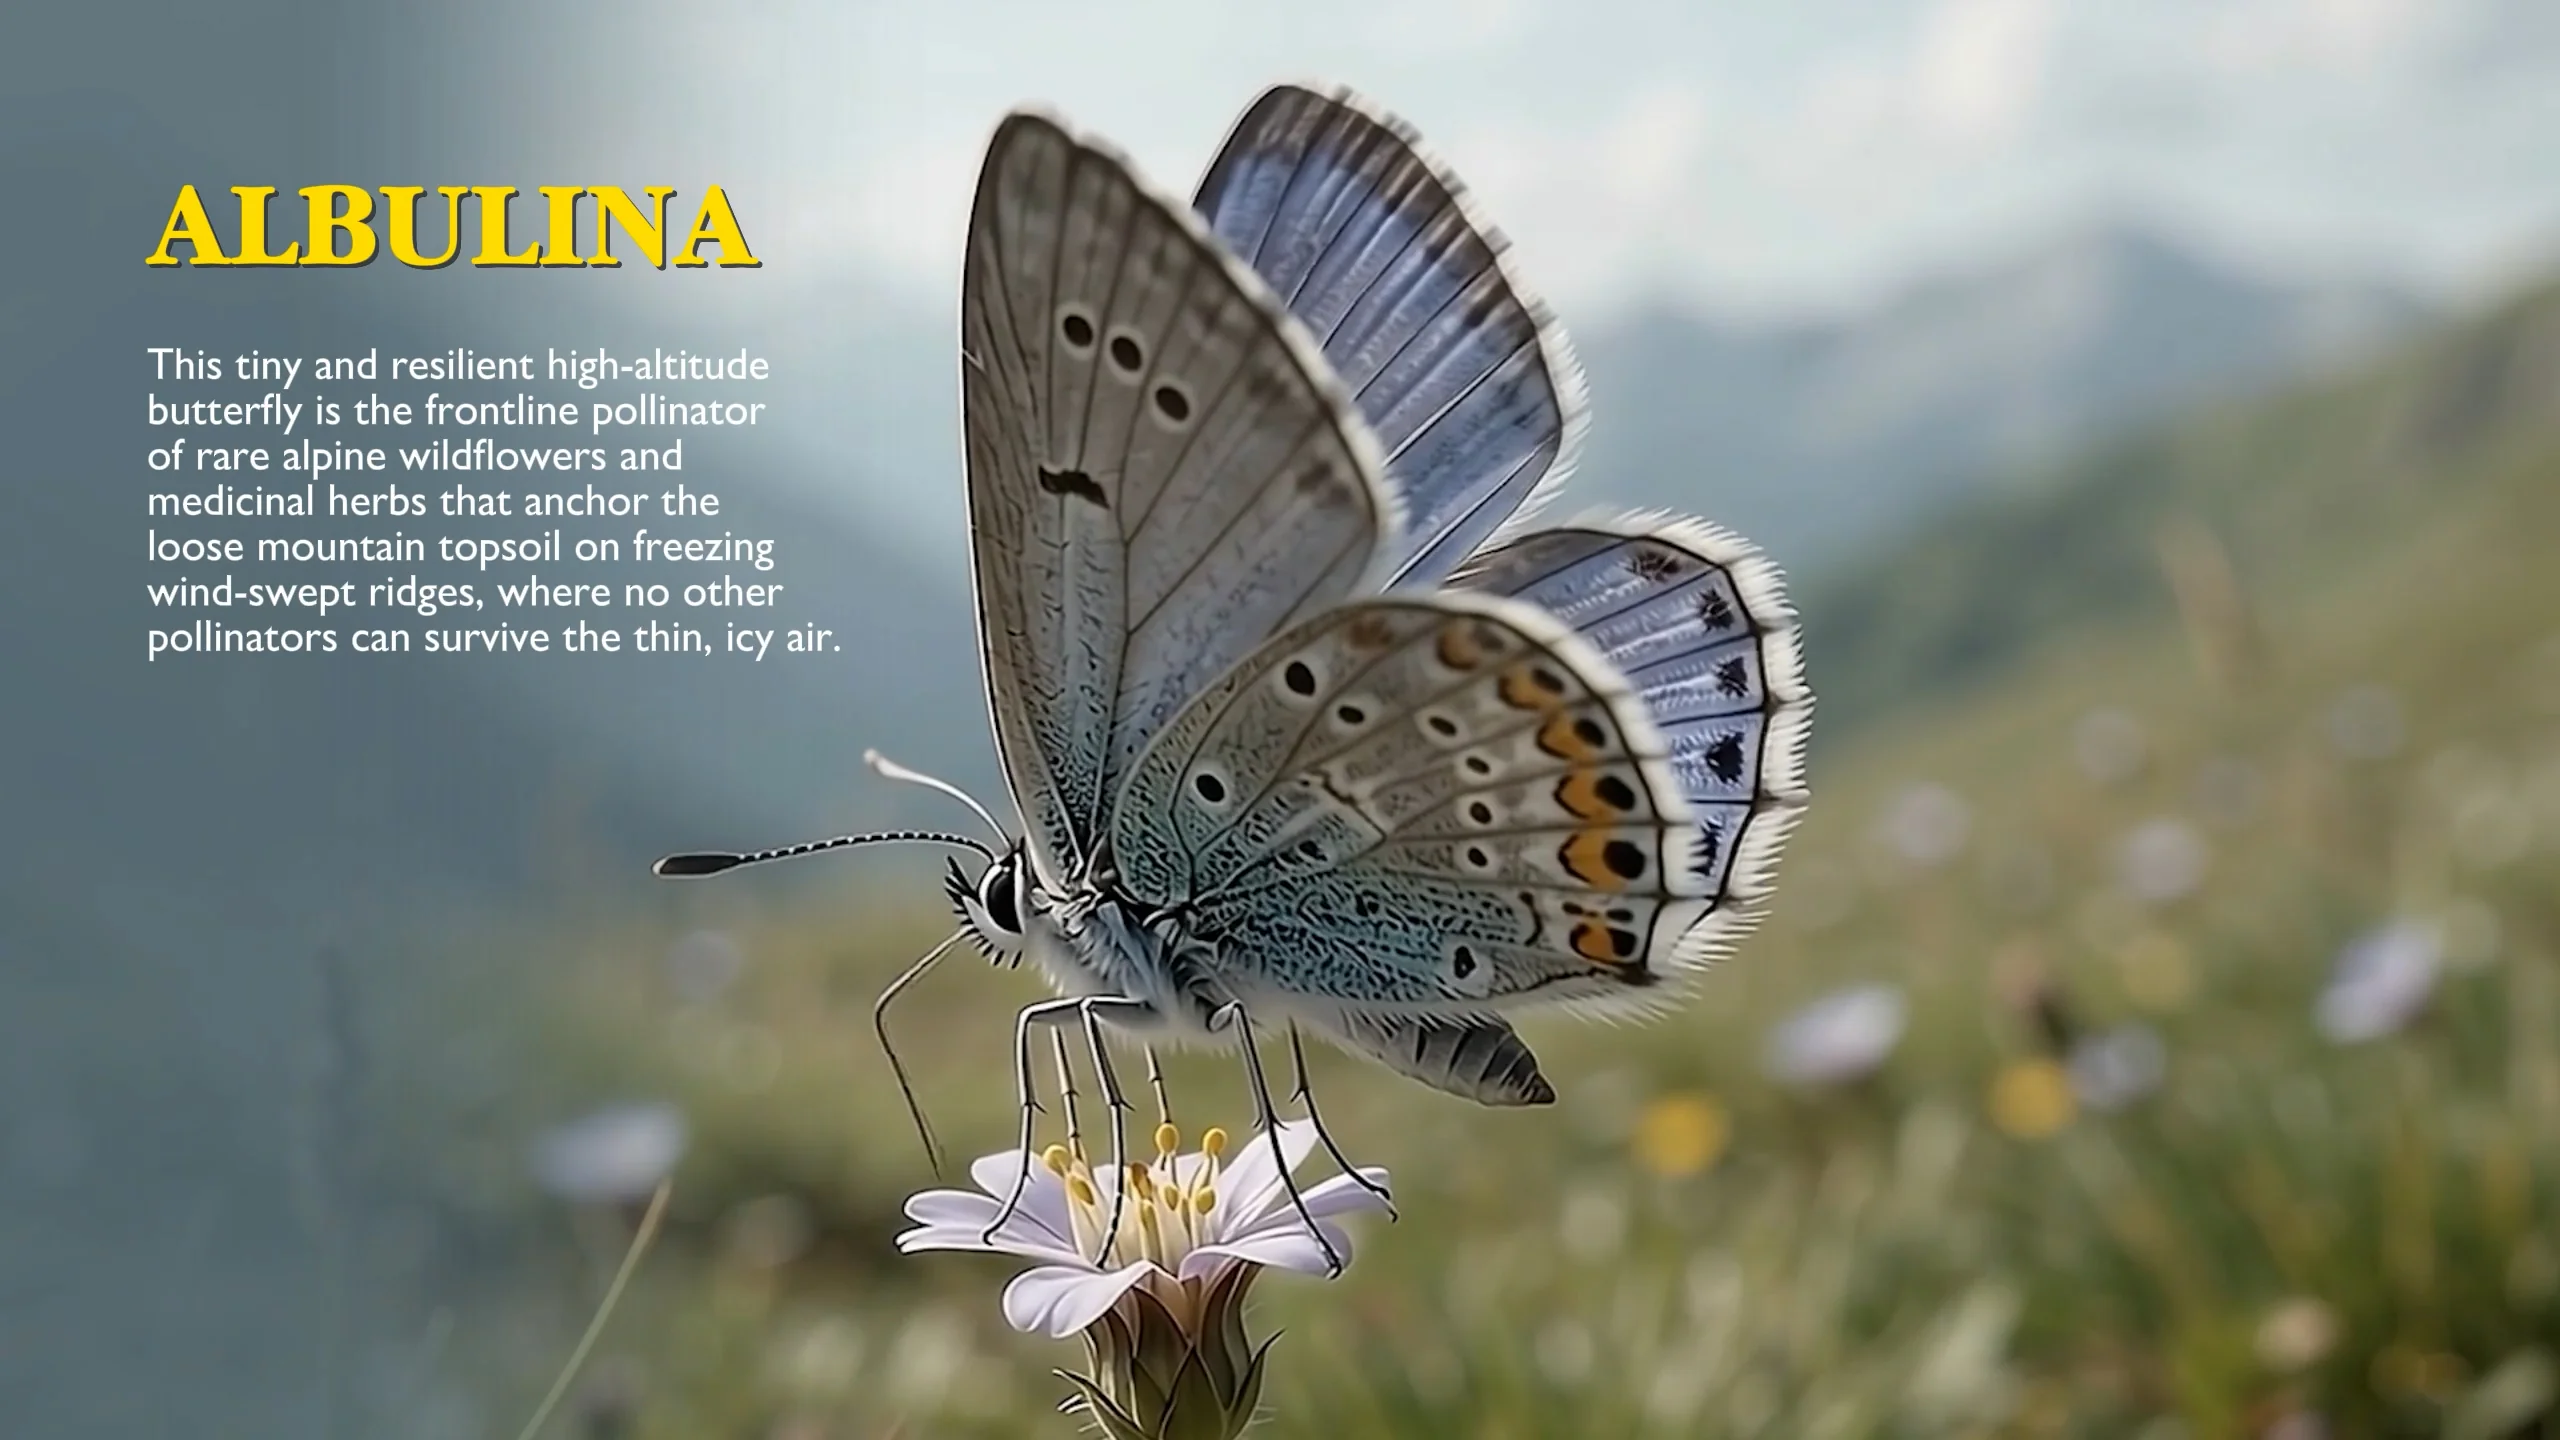 ALBULINA
This tiny and resilient high-altitude
butterfly is the frontline pollinator
of rare alpine wildflowers and
medicinal herbs that anchor the
loose mountain topsoil on freezing
wind-swept ridges, where no other
pollinators can survive the thin, icy air.